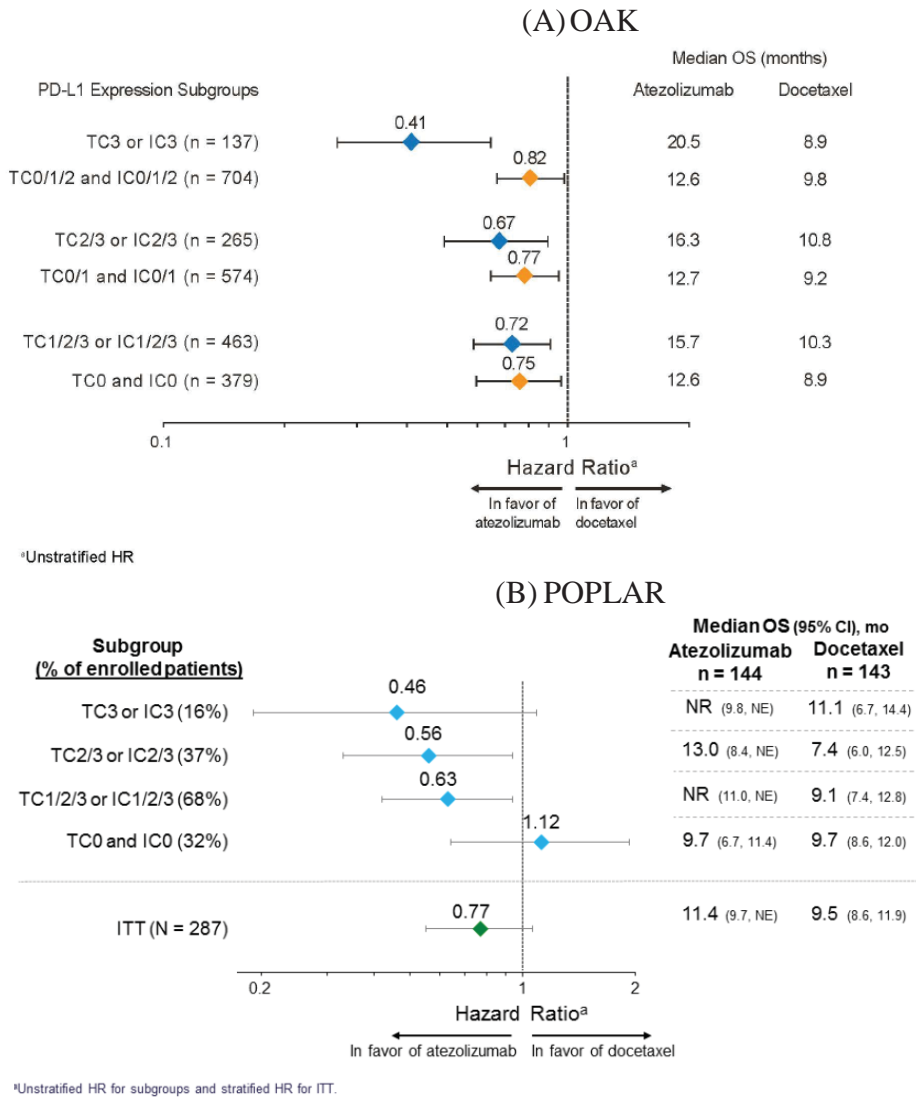 (A) OAK
Median OS (months)
PD-L1 Expression Subgroups Atezolizumab Docetaxel
0.41
TC3 or IC3 (n = 137) 20.5 8.9
0.82
TC0/1/2 and IC0/1/2 (n = 704) 12.6 9.8
0.67
TC2/3 or IC2/3 (n = 265) 16.3 10.8
0.77
TC0/1 and IC0/1 (n = 574) 12.7 9.2
0.72
TC1/2/3 or IC1/2/3 (n = 463) 15.7 10.3
0.75
TC0 and IC0 (n = 379) 12.6 8.9
0.1 1
Hazard Ratioᵃ
In favor of In favor of
atezolizumab docetaxel
ᵃUnstratified HR
(B) POPLAR
Median OS (95% CI), mo
Subgroup Atezolizumab Docetaxel
(% of enrolled patients) n = 144 n = 143
0.46
TC3 or IC3 (16%) NR (9.8, NE) 11.1 (6.7, 14.4)
0.56
TC2/3 or IC2/3 (37%) 13.0 (8.4, NE) 7.4 (6.0, 12.5)
0.63
TC1/2/3 or IC1/2/3 (68%) NR (11.0, NE) 9.1 (7.4, 12.8)
1.12
TC0 and IC0 (32%) 9.7 (6.7, 11.4) 9.7 (8.6, 12.0)
0.77
ITT (N = 287) 11.4 (9.7, NE) 9.5 (8.6, 11.9)
0.2 1 2
Hazard Ratioᵃ
In favor of atezolizumab In favor of docetaxel
ᵃUnstratified HR for subgroups and stratified HR for ITT.